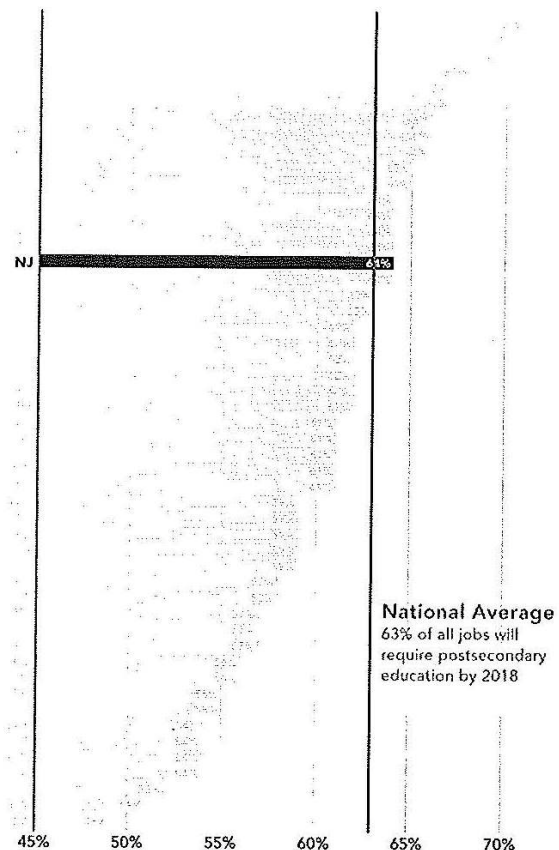 NJ
National Average
63% of all jobs will
require postsecondary
education by 2018
45% 50% 55% 60% 65% 70%